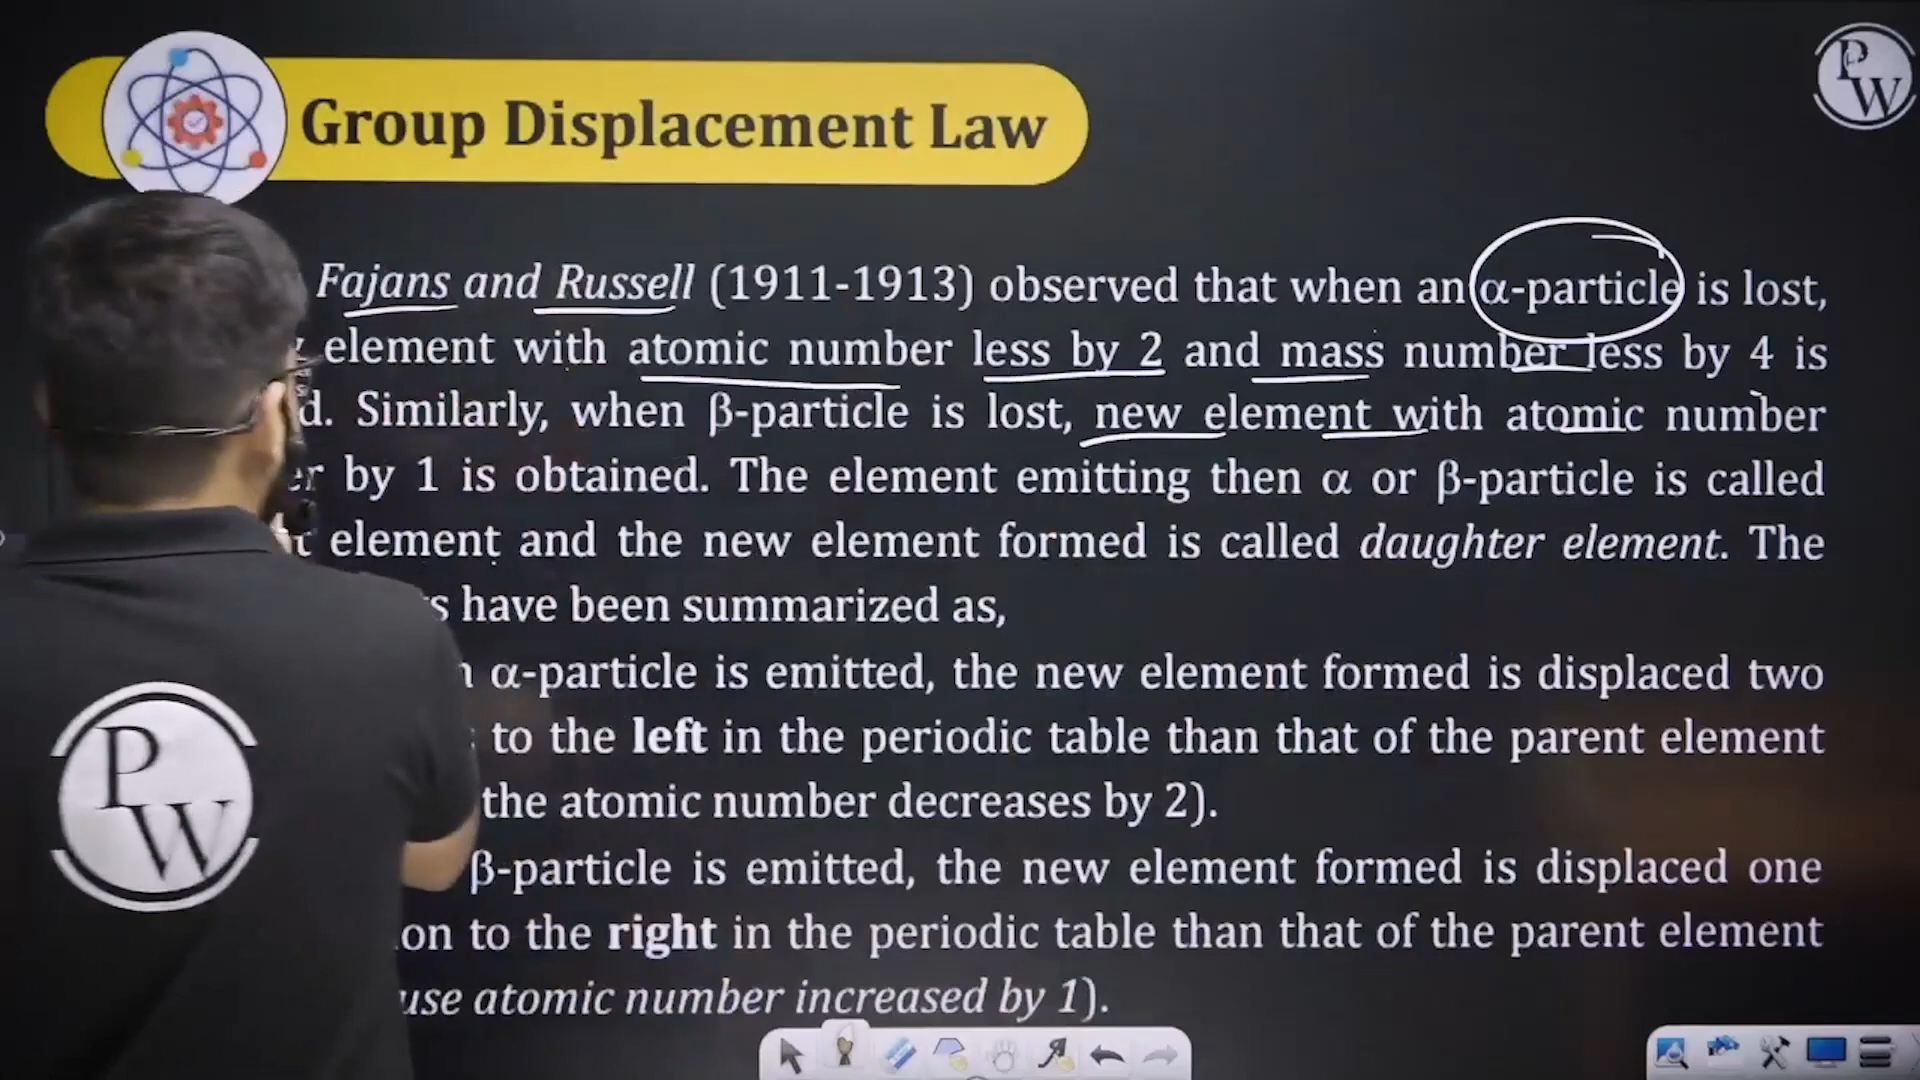 Group Displacement Law
PW
Fajans and Russell (1911-1913) observed that when an α-particle is lost,
element with atomic number less by 2 and mass number less by 4 is
d. Similarly, when β-particle is lost, new element with atomic number
er by 1 is obtained. The element emitting then α or β-particle is called
t element and the new element formed is called daughter element. The
s have been summarized as,
n α-particle is emitted, the new element formed is displaced two
to the left in the periodic table than that of the parent element
the atomic number decreases by 2).
β-particle is emitted, the new element formed is displaced one
on to the right in the periodic table than that of the parent element
use atomic number increased by 1).
PW